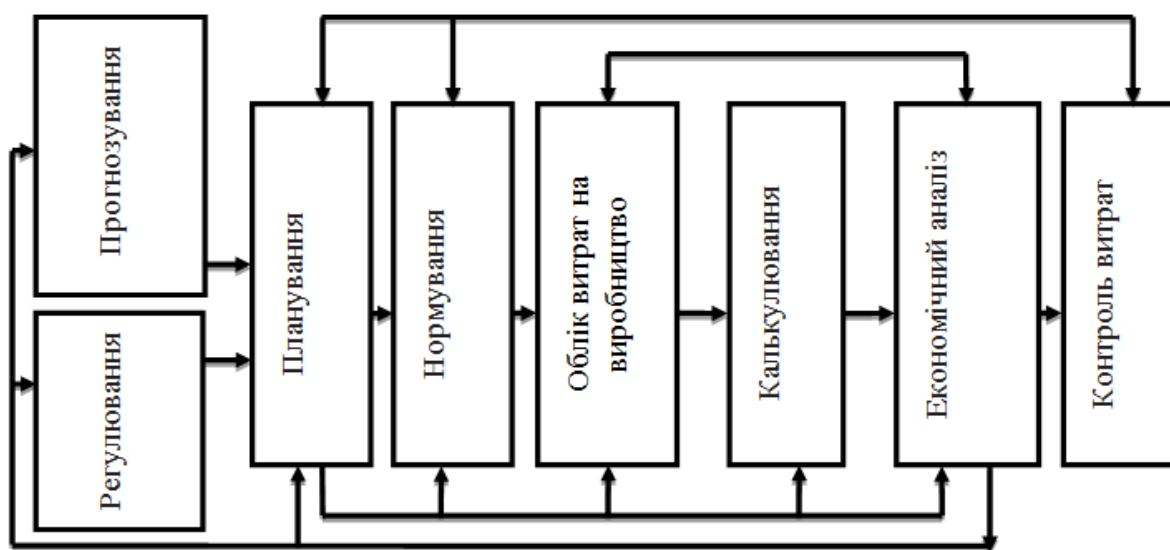 Прогнозування
Регулювання
Планування
Нормування
Облік витрат на
виробництво
Калькулювання
Економічний аналіз
Контроль витрат